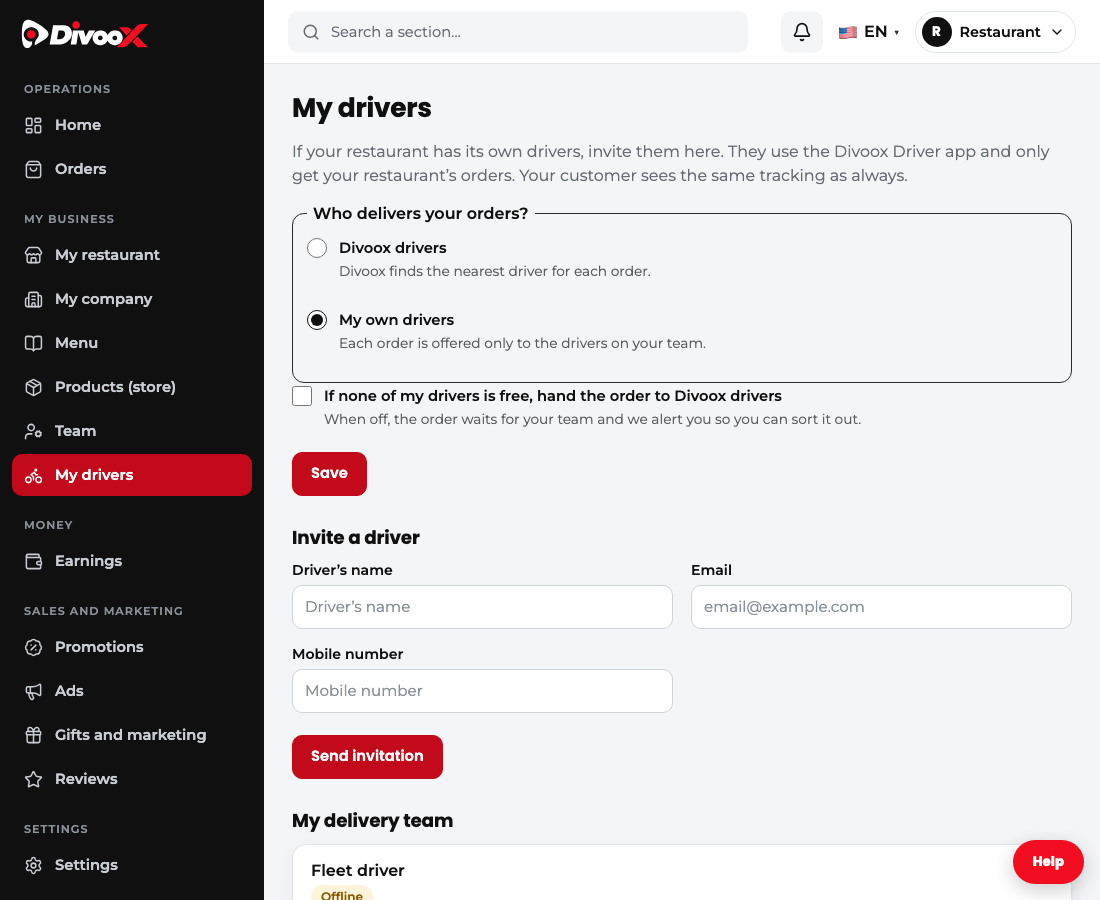 DivooX
OPERATIONS
Home
Orders
MY BUSINESS
My restaurant
My company
Menu
Products (store)
Team
My drivers
MONEY
Earnings
SALES AND MARKETING
Promotions
Ads
Gifts and marketing
Reviews
SETTINGS
Settings
Search a section...
EN
R
Restaurant
My drivers
If your restaurant has its own drivers, invite them here. They use the Divoox Driver app and only
get your restaurant’s orders. Your customer sees the same tracking as always.
Who delivers your orders?
Divoox drivers
Divoox finds the nearest driver for each order.
My own drivers
Each order is offered only to the drivers on your team.
If none of my drivers is free, hand the order to Divoox drivers
When off, the order waits for your team and we alert you so you can sort it out.
Save
Invite a driver
Driver’s name
Email
Driver’s name
email@example.com
Mobile number
Mobile number
Send invitation
My delivery team
Fleet driver
Offline
Help